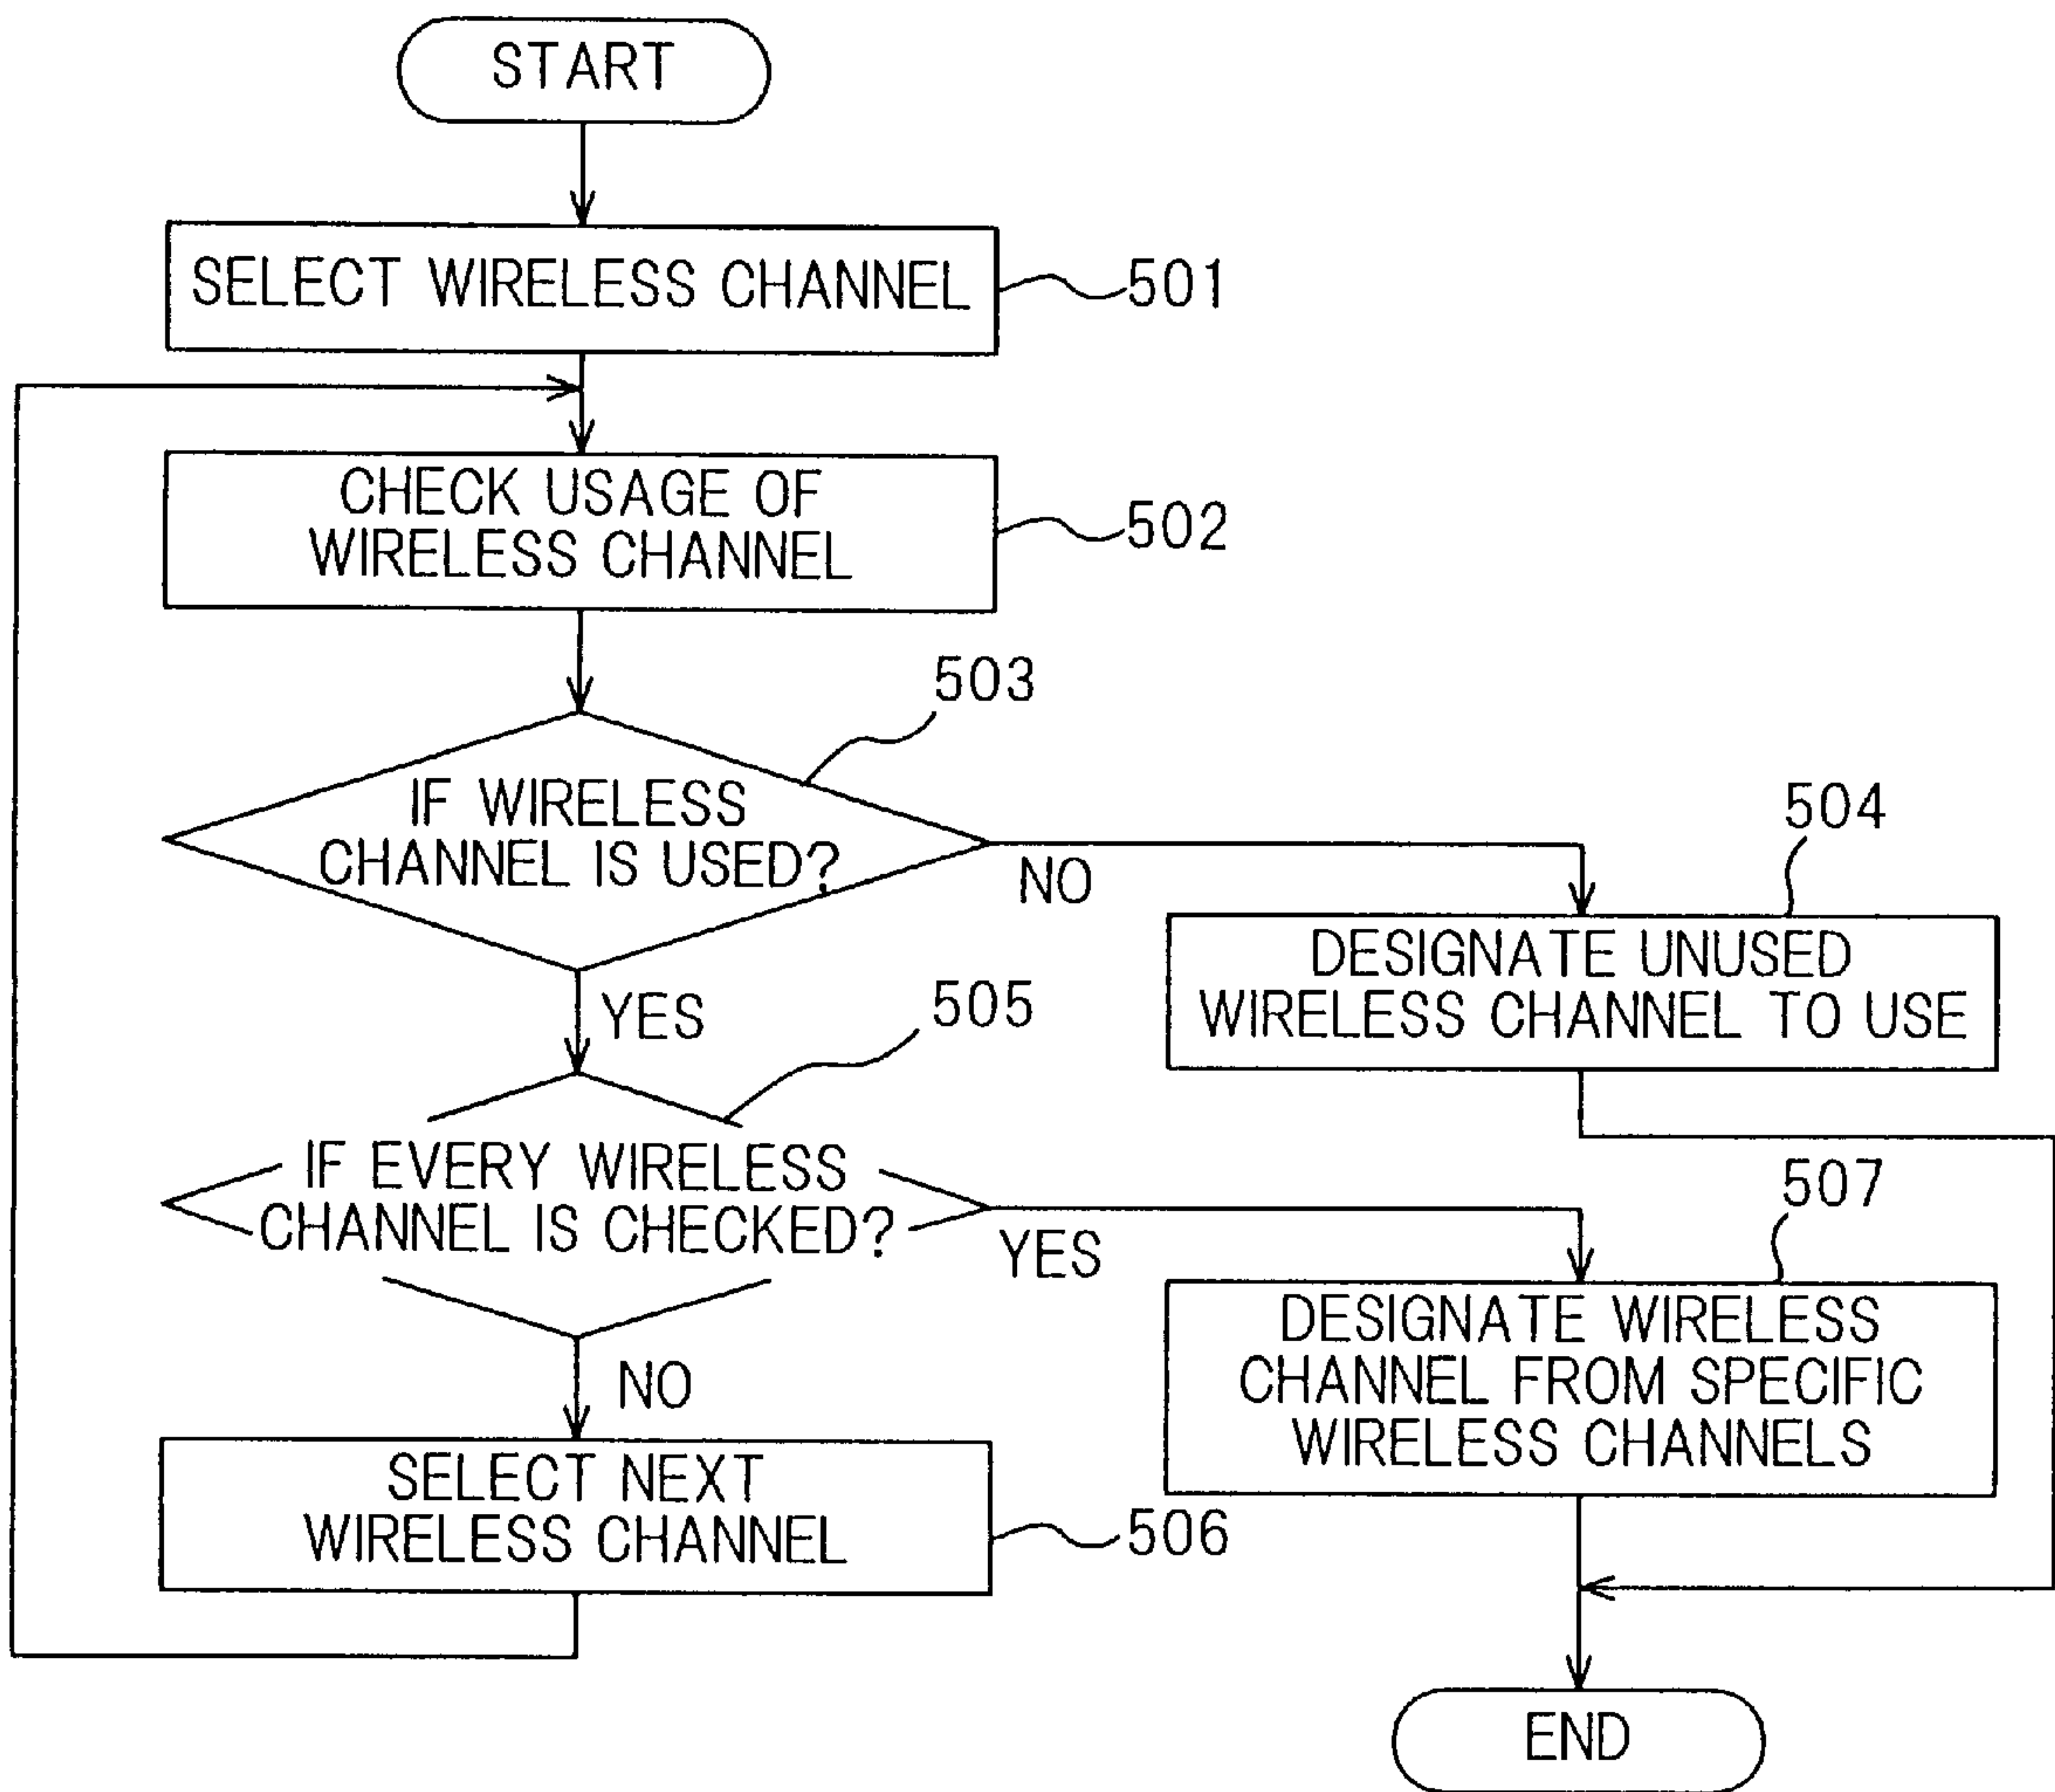 START
SELECT WIRELESS CHANNEL
501
CHECK USAGE OF
WIRELESS CHANNEL
502
503
IF WIRELESS
CHANNEL IS USED?
NO
YES
504
DESIGNATE UNUSED
WIRELESS CHANNEL TO USE
505
IF EVERY WIRELESS
CHANNEL IS CHECKED?
YES
NO
507
DESIGNATE WIRELESS
CHANNEL FROM SPECIFIC
WIRELESS CHANNELS
SELECT NEXT
WIRELESS CHANNEL
506
END